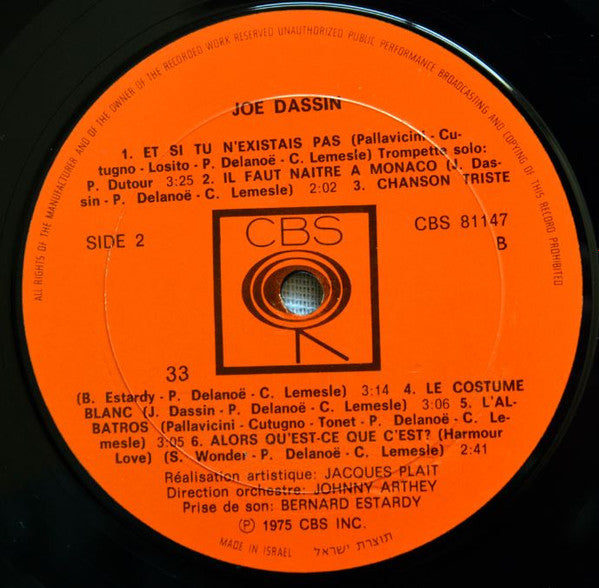 ALL RIGHTS OF THE MANUFACTURER AND OF THE OWNER OF THE RECORDED WORK RESERVED UNAUTHORIZED PUBLIC PERFORMANCE BROADCASTING AND COPYING OF THIS RECORD PROHIBITED
JOE DASSIN
1. ET SI TU N'EXISTAIS PAS (Pallavicini - Cu-
tugno - Losito - P. Delanoë - C. Lemesle) Trompette solo:
P. Dutour 3:25 2. IL FAUT NAITRE A MONACO (J. Das-
sin - P. Delanoë - C. Lemesle) 2:02 3. CHANSON TRISTE
SIDE 2
CBS
CBS 81147
B
33
(B. Estardy - P. Delanoë - C. Lemesle) 3:14 4. LE COSTUME
BLANC (J. Dassin - P. Delanoë - C. Lemesle) 3:06 5. L'AL-
BATROS (Pallavicini - Cutugno - Tonet - P. Delanoë - C. Le-
mesle) 3:05 6. ALORS QU'EST-CE QUE C'EST? (Harmour
Love) (S. Wonder - P. Delanoë - C. Lemesle) 2:41
Réalisation artistique: JACQUES PLAIT
Direction orchestre: JOHNNY ARTHEY
Prise de son: BERNARD ESTARDY
℗ 1975 CBS INC.
MADE IN ISRAEL תוצרת ישראל